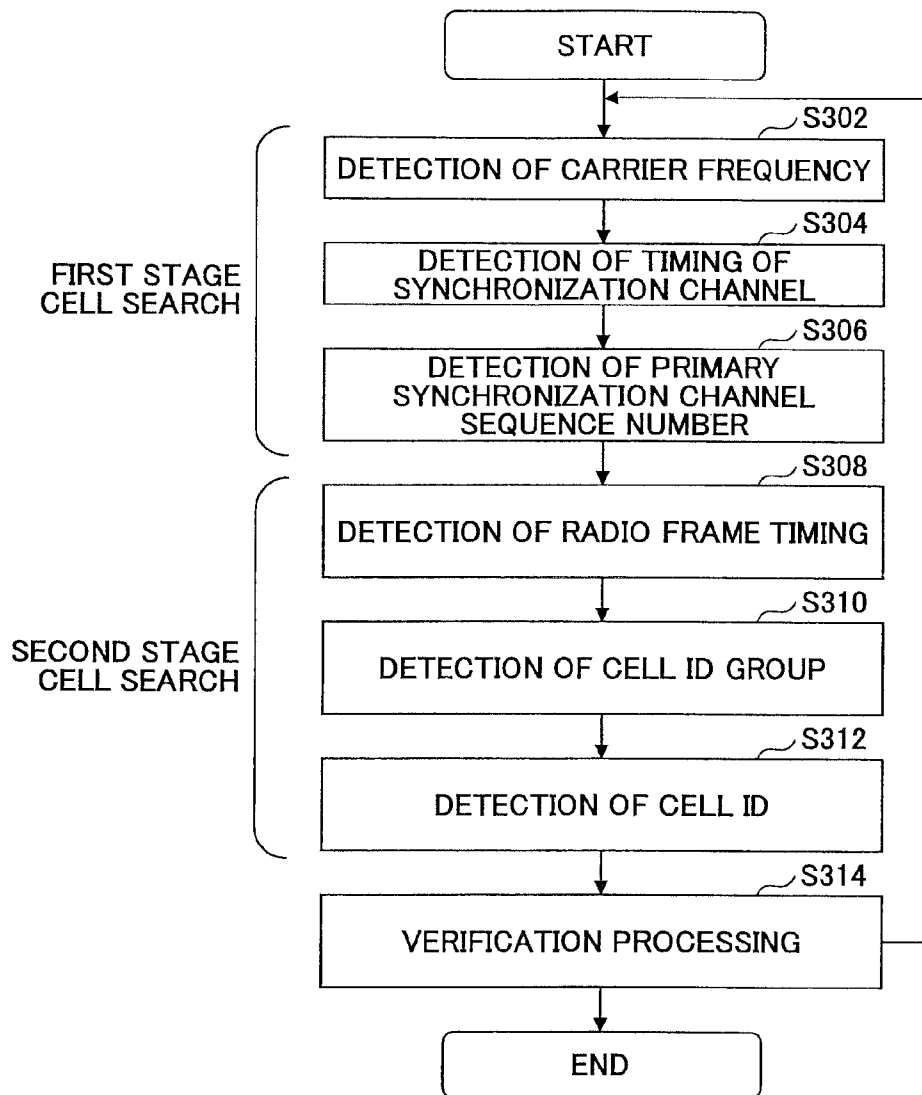 START
S302
DETECTION OF CARRIER FREQUENCY
S304
DETECTION OF TIMING OF
SYNCHRONIZATION CHANNEL
FIRST STAGE
CELL SEARCH
S306
DETECTION OF PRIMARY
SYNCHRONIZATION CHANNEL
SEQUENCE NUMBER
S308
DETECTION OF RADIO FRAME TIMING
S310
DETECTION OF CELL ID GROUP
SECOND STAGE
CELL SEARCH
S312
DETECTION OF CELL ID
S314
VERIFICATION PROCESSING
END